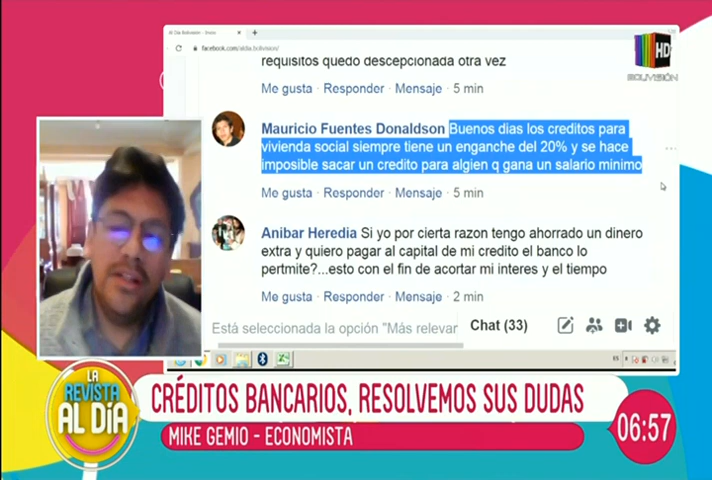 Al Día Bolivisión - Inicio
facebook.com/aldia.bolivision/
HD
BOLIVISIÓN
requisitos quedo descepcionada otra vez
Me gusta · Responder · Mensaje · 5 min
Mauricio Fuentes Donaldson Buenos dias los creditos para
vivienda social siempre tiene un enganche del 20% y se hace
imposible sacar un credito para algien q gana un salario minimo
Me gusta · Responder · Mensaje · 5 min
Anibar Heredia Si yo por cierta razon tengo ahorrado un dinero
extra y quiero pagar al capital de mi credito el banco lo
pertmite?...esto con el fin de acortar mi interes y el tiempo
Me gusta · Responder · Mensaje · 2 min
Está seleccionada la opción "Más relevan
Chat (33)
ES
LA
REVISTA
AL DÍA
CRÉDITOS BANCARIOS, RESOLVEMOS SUS DUDAS
MIKE GEMIO - ECONOMISTA
06:57